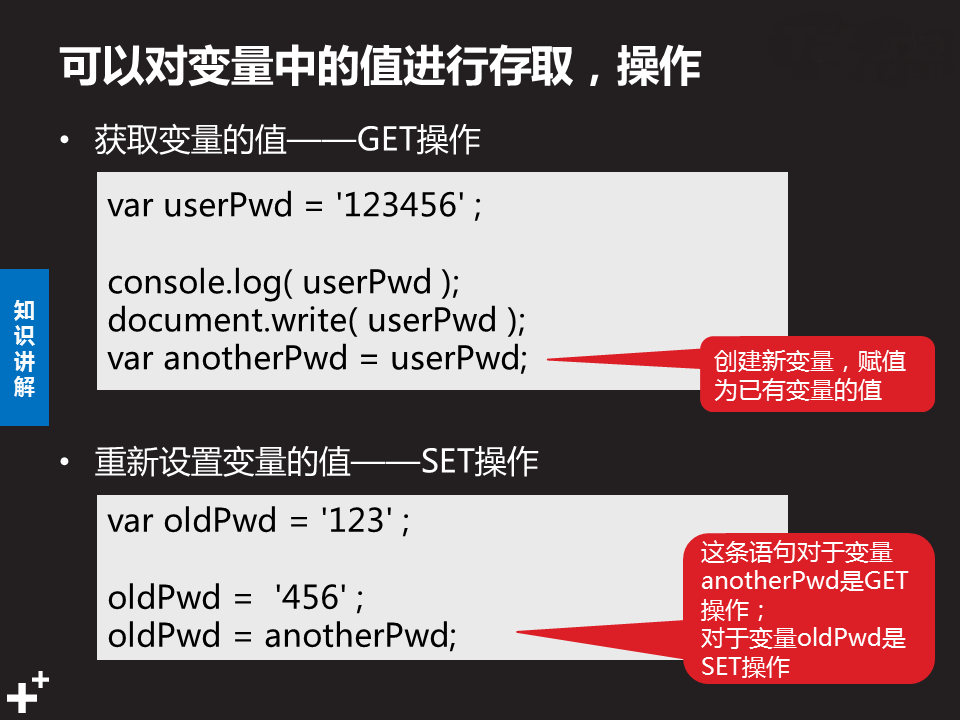 可以对变量中的值进行存取，操作
• 获取变量的值——GET操作
var userPwd = '123456' ;
console.log( userPwd );
document.write( userPwd );
var anotherPwd = userPwd;
创建新变量，赋值
为已有变量的值
知
识
讲
解
• 重新设置变量的值——SET操作
var oldPwd = '123' ;
oldPwd =  '456' ;
oldPwd = anotherPwd;
这条语句对于变量
anotherPwd是GET
操作；
对于变量oldPwd是
SET操作